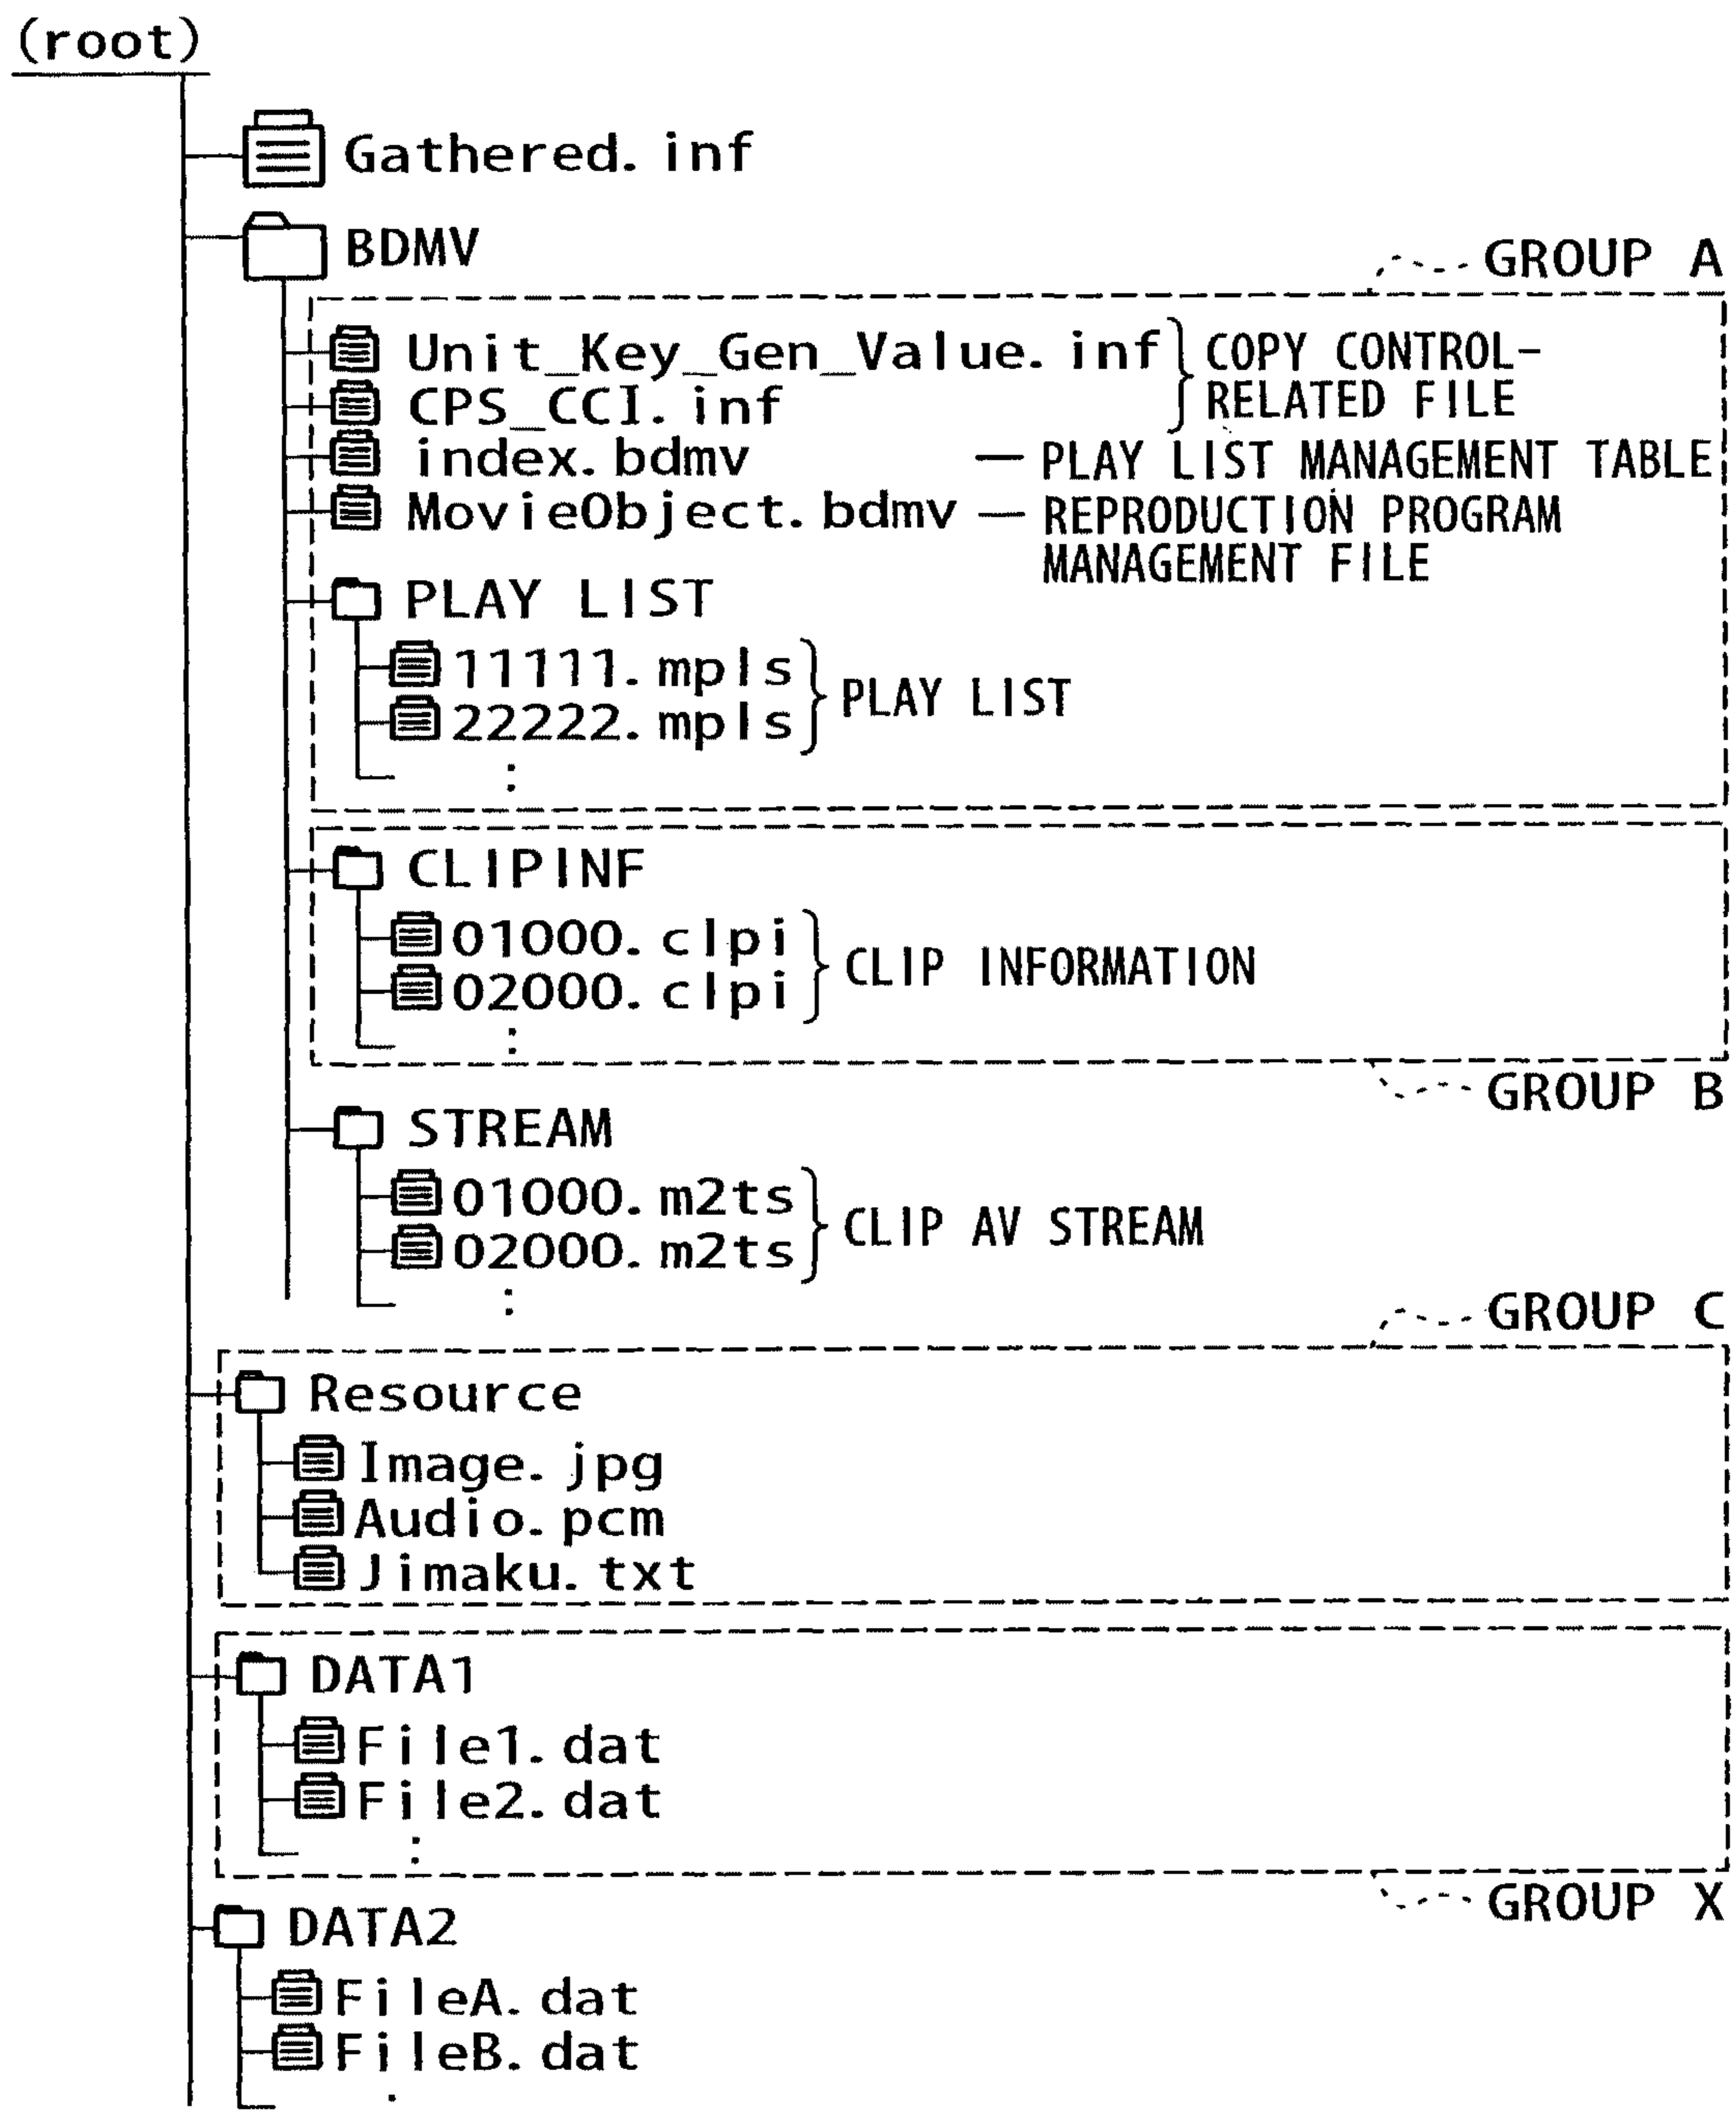 (root)
Gathered.inf
BDMV
GROUP A
Unit_Key_Gen_Value.inf
COPY CONTROL-
RELATED FILE
CPS_CCI.inf
index.bdmv — PLAY LIST MANAGEMENT TABLE
MovieObject.bdmv — REPRODUCTION PROGRAM
MANAGEMENT FILE
PLAY LIST
11111.mpls
22222.mpls
PLAY LIST
:
CLIPINF
01000.clpi
02000.clpi
CLIP INFORMATION
:
GROUP B
STREAM
01000.m2ts
02000.m2ts
CLIP AV STREAM
:
GROUP C
Resource
Image.jpg
Audio.pcm
Jimaku.txt
DATA1
File1.dat
File2.dat
:
GROUP X
DATA2
FileA.dat
FileB.dat
.